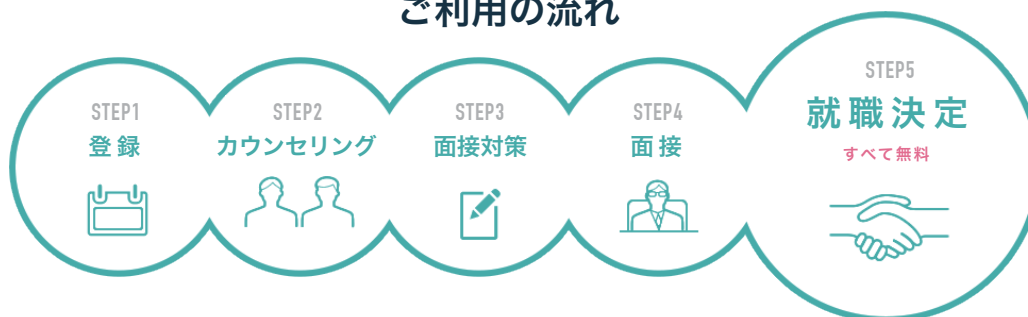 ご利用の流れ
STEP1
登録
STEP2
カウンセリング
STEP3
面接対策
STEP4
面接
STEP5
就職決定
すべて無料